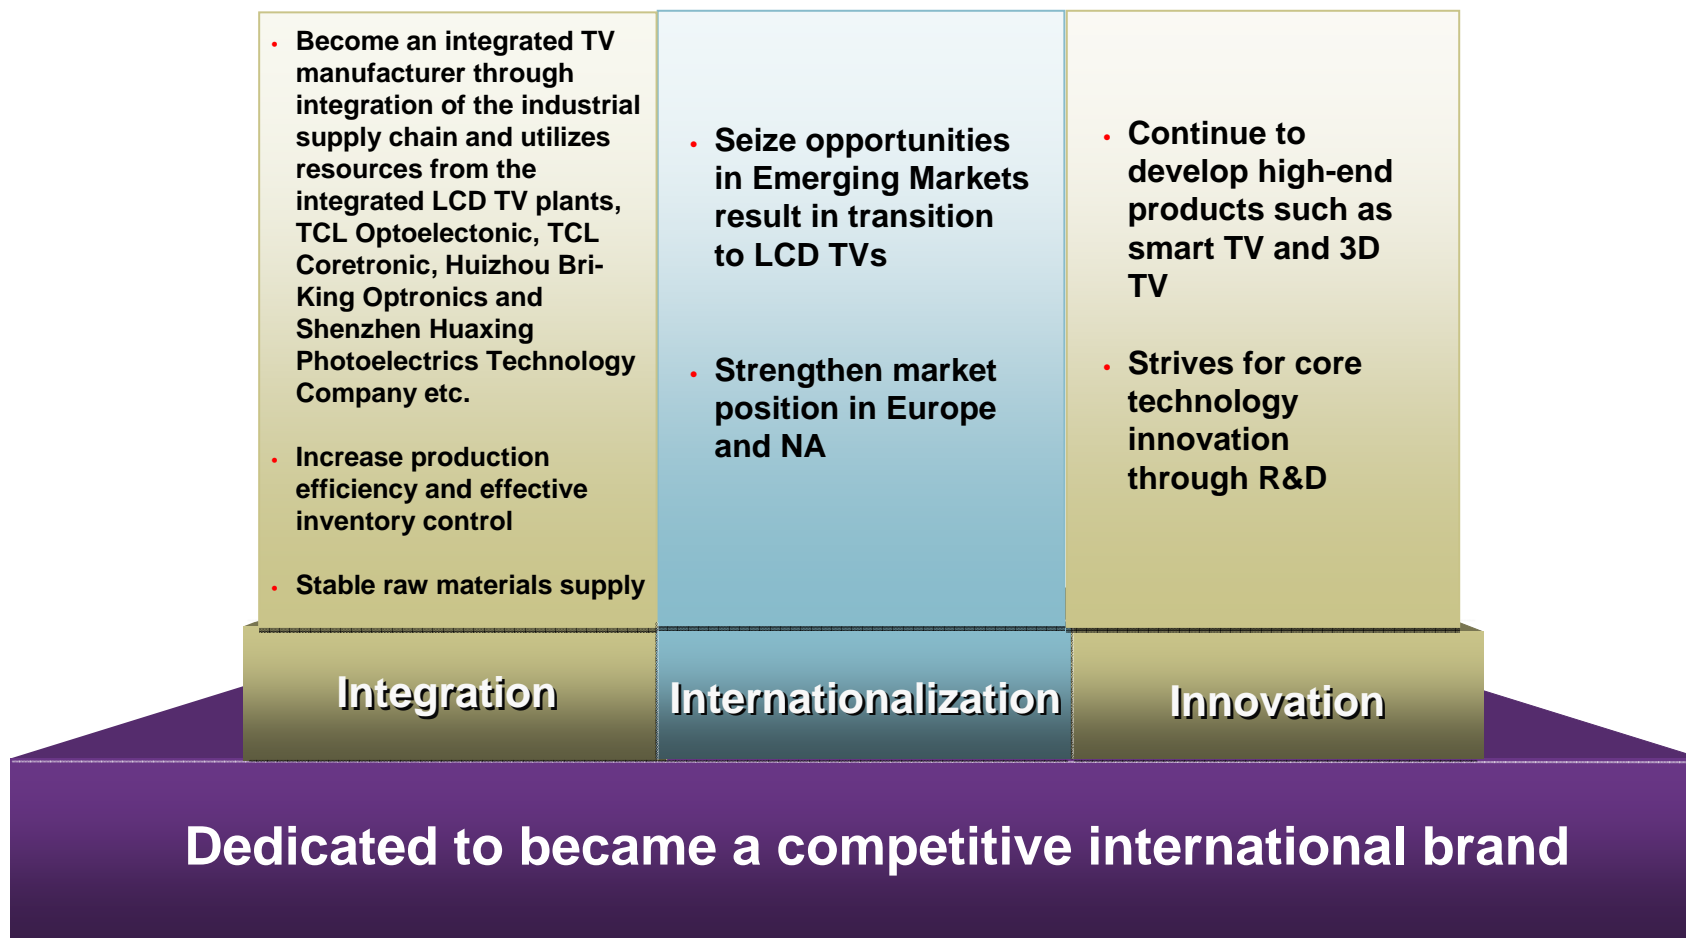 • Become an integrated TV
manufacturer through
integration of the industrial
supply chain and utilizes
resources from the
integrated LCD TV plants,
TCL Optoelectonic, TCL
Coretronic, Huizhou Bri-
King Optronics and
Shenzhen Huaxing
Photoelectrics Technology
Company etc.
• Increase production
efficiency and effective
inventory control
• Stable raw materials supply
Integration
• Seize opportunities
in Emerging Markets
result in transition
to LCD TVs
• Strengthen market
position in Europe
and NA
Internationalization
• Continue to
develop high-end
products such as
smart TV and 3D
TV
• Strives for core
technology
innovation
through R&D
Innovation
Dedicated to became a competitive international brand